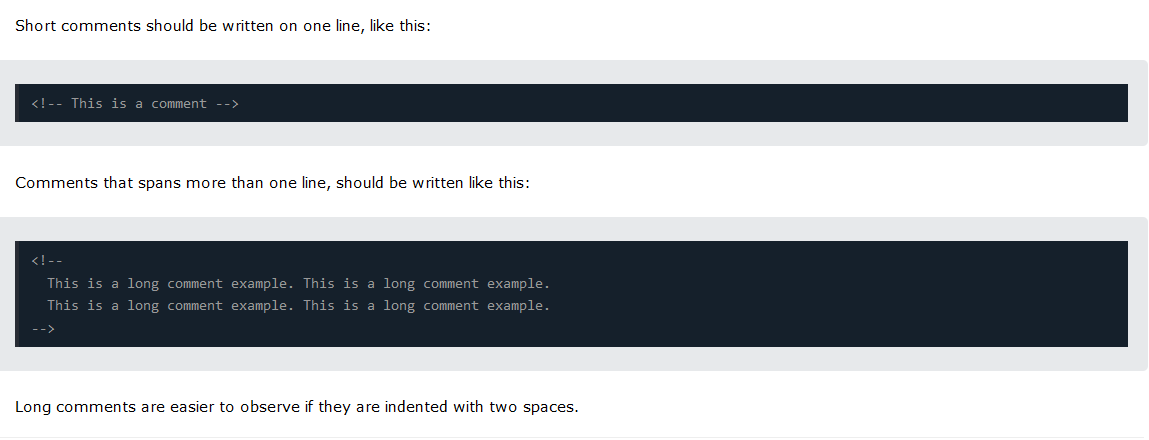 Short comments should be written on one line, like this:
<!-- This is a comment -->
Comments that spans more than one line, should be written like this:
<!--
  This is a long comment example. This is a long comment example.
  This is a long comment example. This is a long comment example.
-->
Long comments are easier to observe if they are indented with two spaces.